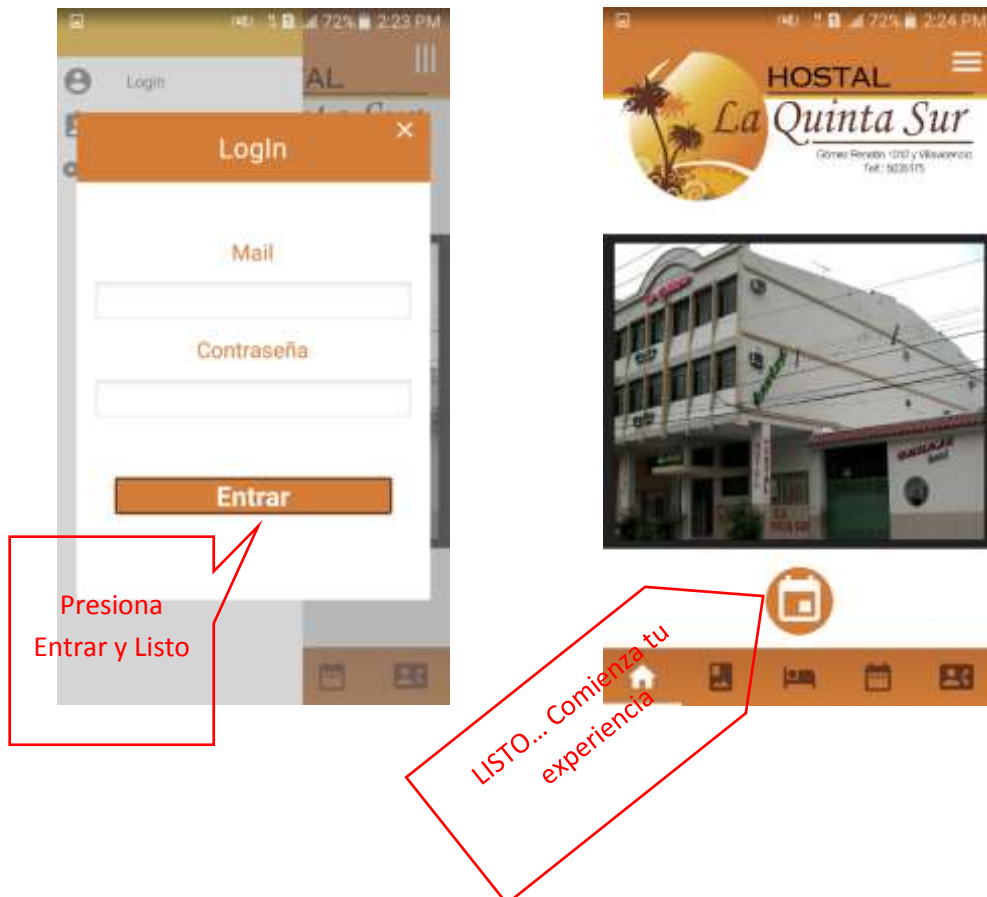 72% 2:23 PM
Login
AL
LogIn
×
Mail
Contraseña
Entrar
Presiona
Entrar y Listo
72% 2:24 PM
HOSTAL
La Quinta Sur
LISTO... Comienza tu
experiencia